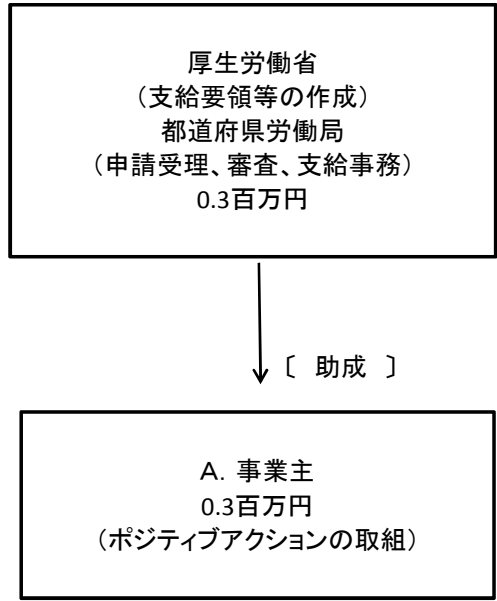 厚生労働省
（支給要領等の作成）
都道府県労働局
（申請受理、審査、支給事務）
0.3百万円
〔　助成　〕
Ａ．事業主
0.3百万円
（ポジティブアクションの取組）